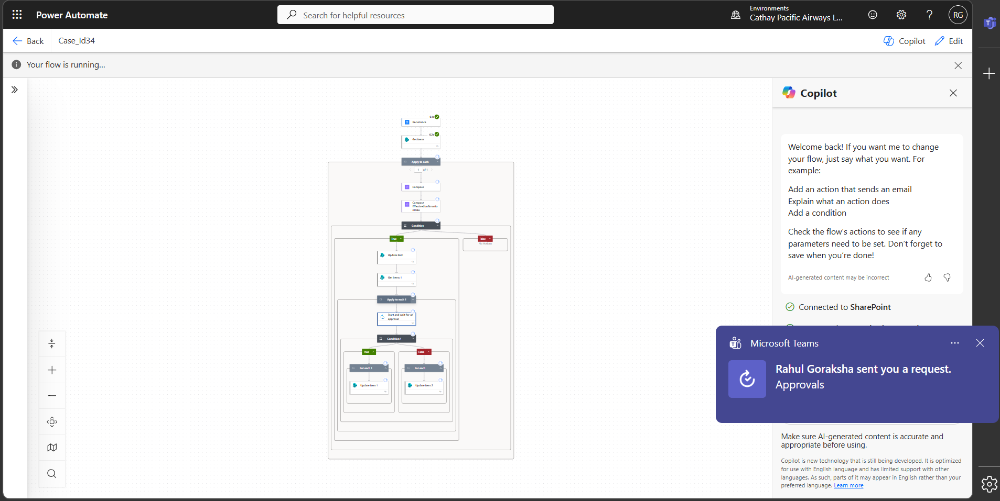 Power Automate
Search for helpful resources
Environments
Cathay Pacific Airways L...
RG
Back
Case_Id34
Copilot
Edit
Your flow is running...
Copilot
Welcome back! If you want me to change
your flow, just say what you want. For
example:
Add an action that sends an email
Explain what an action does
Add a condition
Check the flow's actions to see if any
parameters need to be set. Don't forget to
save when you're done!
AI-generated content may be incorrect
Connected to SharePoint
0.1s
Recurrence
0.2s
Get items
Apply to each
1 of 1
Compose
Compose
EffectiveConfirmatio
nDate
Condition
True
False
No Actions
Update item
Get items 1
Apply to each 1
Start and wait for an
approval
Condition 1
True
False
For each 1
For each
Update item 1
Update item 2
Microsoft Teams
Rahul Goraksha sent you a request.
Approvals
Make sure AI-generated content is accurate and
appropriate before using.
Copilot is new technology that is still being developed. It is optimized
for use with English language and has limited support with other
languages. As such, parts of it may appear in English rather than your
preferred language. Learn more